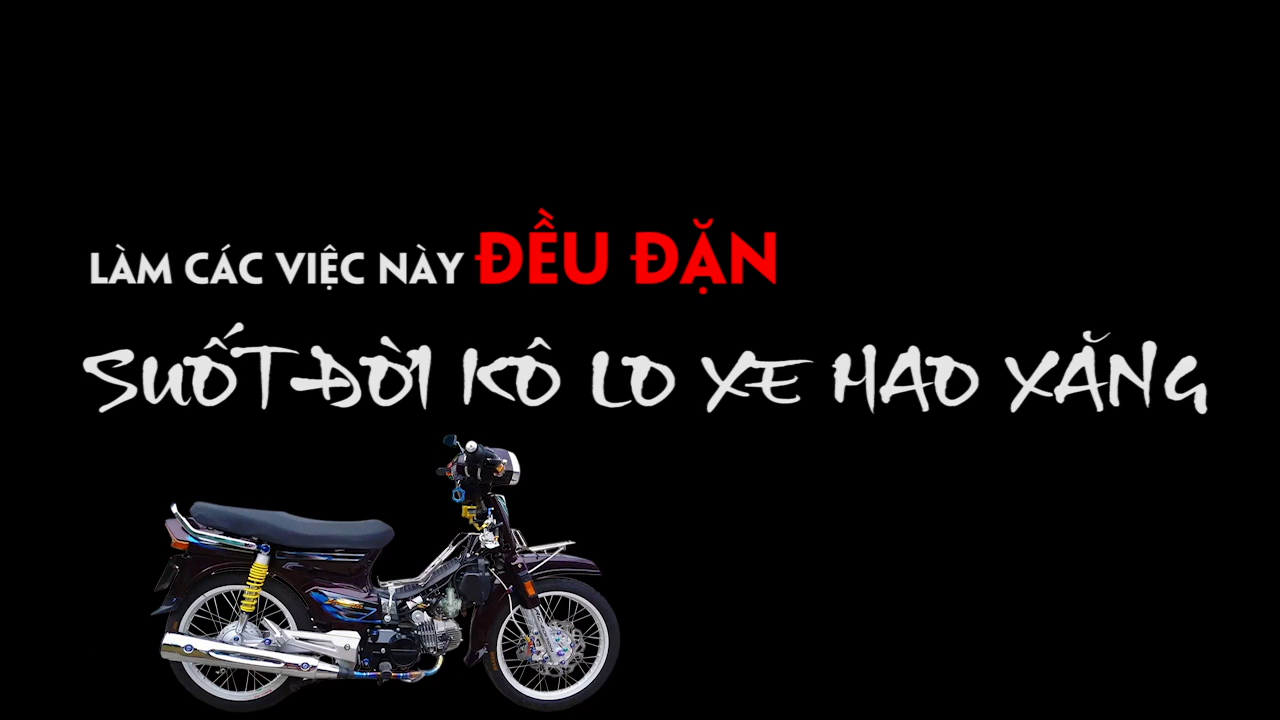 LÀM CÁC VIỆC NÀY ĐỀU ĐẶN
SUỐT ĐỜI KÔ LO XE HAO XĂNG